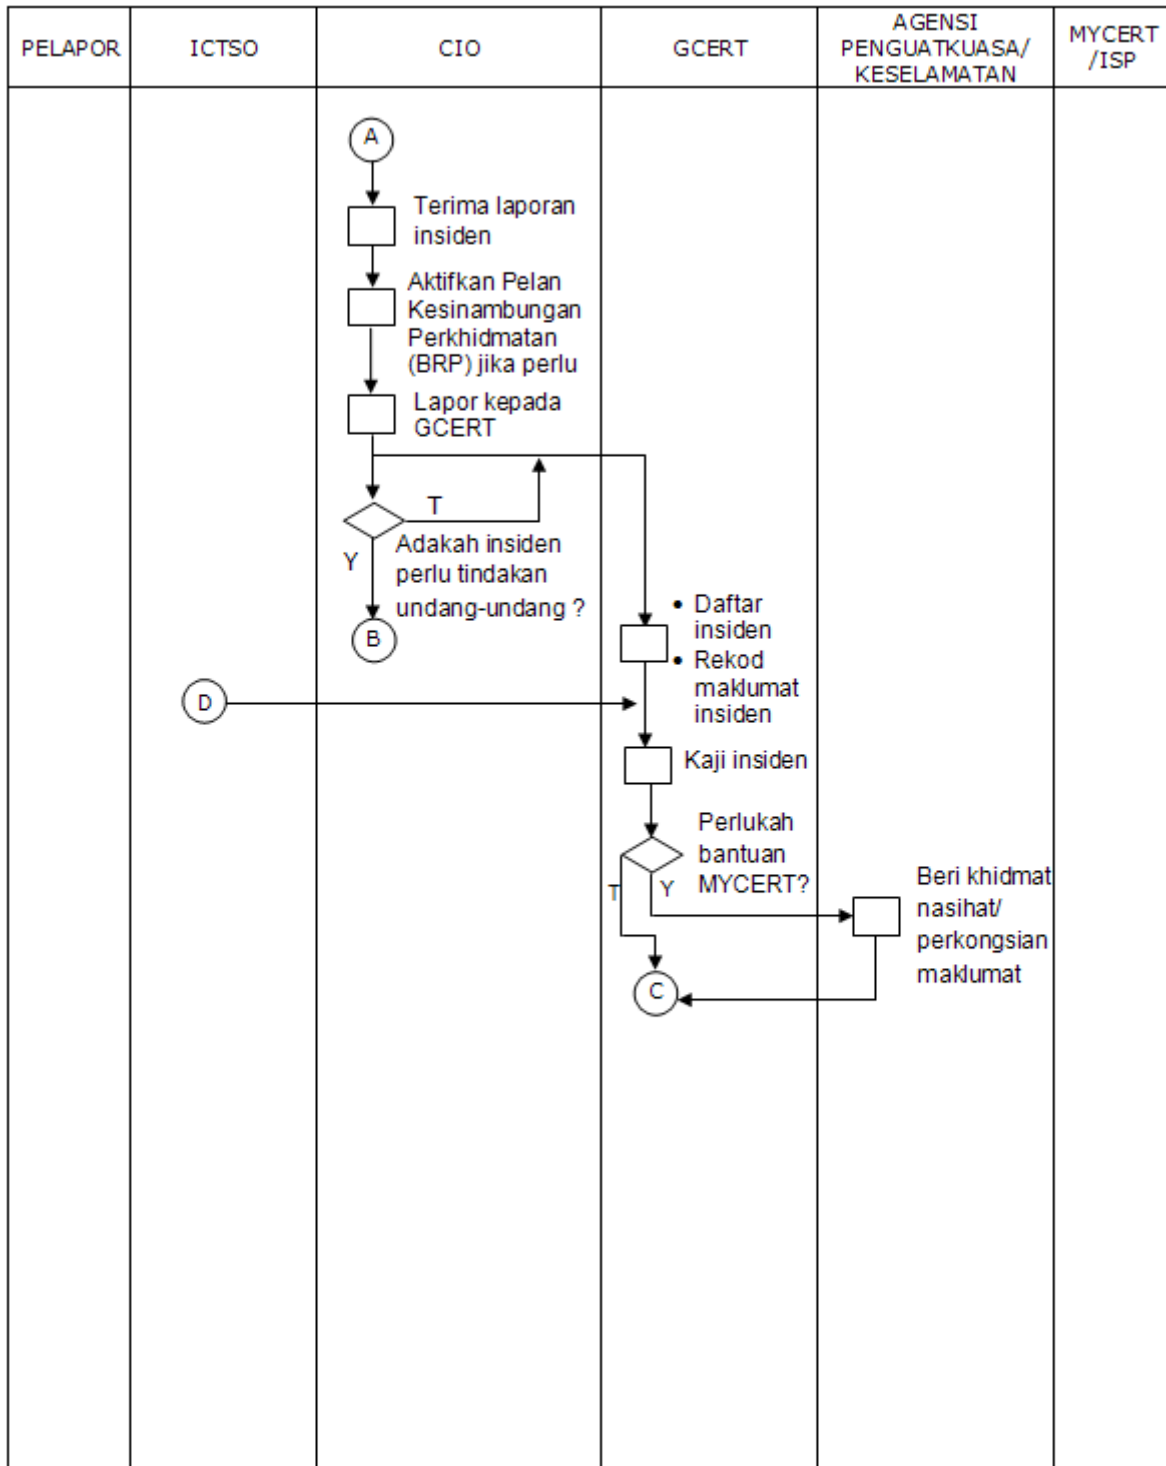 PELAPOR
ICTSO
CIO
GCERT
AGENSI
PENGUATKUASA/
KESELAMATAN
MYCERT
/ISP
A
Terima laporan
insiden
Aktifkan Pelan
Kesinambungan
Perkhidmatan
(BRP) jika perlu
Lapor kepada
GCERT
T
Adakah insiden
perlu tindakan
undang-undang ?
Y
B
• Daftar
insiden
• Rekod
maklumat
insiden
D
Kaji insiden
Perlukah
bantuan
MYCERT?
T
Y
Beri khidmat
nasihat/
perkongsian
maklumat
C